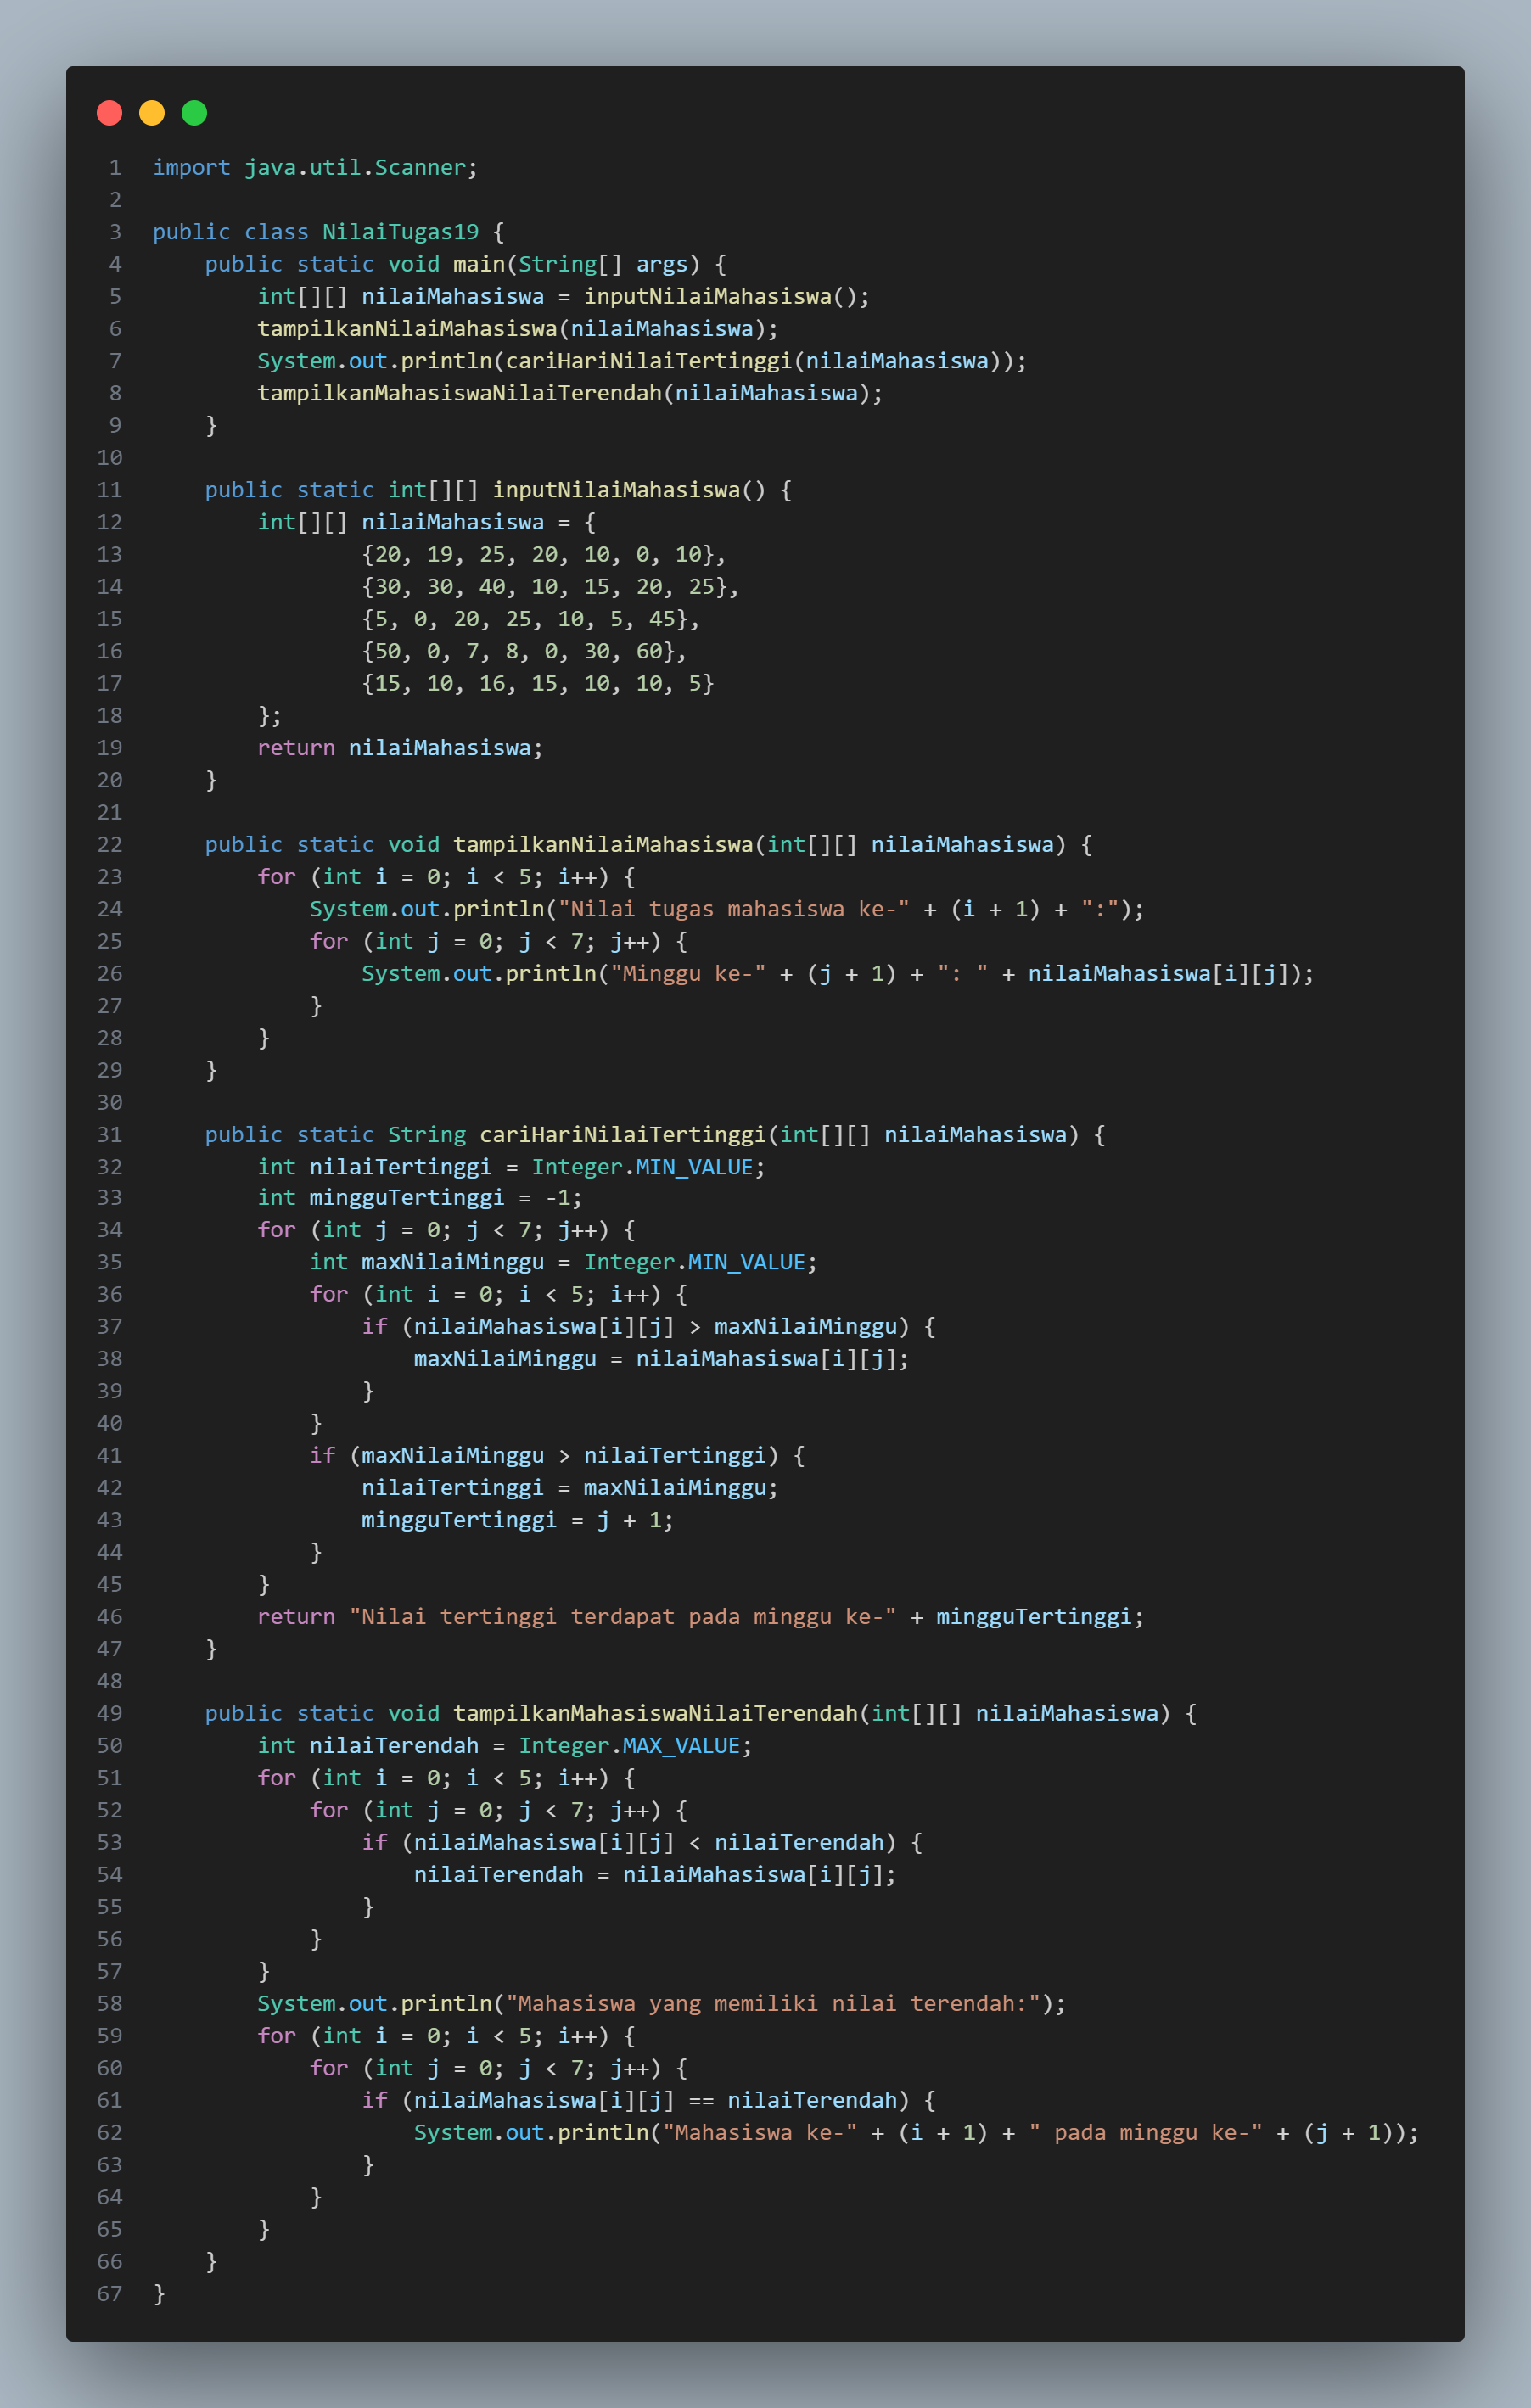 1 import java.util.Scanner;
2
3 public class NilaiTugas19 {
4     public static void main(String[] args) {
5         int[][] nilaiMahasiswa = inputNilaiMahasiswa();
6         tampilkanNilaiMahasiswa(nilaiMahasiswa);
7         System.out.println(cariHariNilaiTertinggi(nilaiMahasiswa));
8         tampilkanMahasiswaNilaiTerendah(nilaiMahasiswa);
9     }
10
11     public static int[][] inputNilaiMahasiswa() {
12         int[][] nilaiMahasiswa = {
13                 {20, 19, 25, 20, 10, 0, 10},
14                 {30, 30, 40, 10, 15, 20, 25},
15                 {5, 0, 20, 25, 10, 5, 45},
16                 {50, 0, 7, 8, 0, 30, 60},
17                 {15, 10, 16, 15, 10, 10, 5}
18         };
19         return nilaiMahasiswa;
20     }
21
22     public static void tampilkanNilaiMahasiswa(int[][] nilaiMahasiswa) {
23         for (int i = 0; i < 5; i++) {
24             System.out.println("Nilai tugas mahasiswa ke-" + (i + 1) + ":");
25             for (int j = 0; j < 7; j++) {
26                 System.out.println("Minggu ke-" + (j + 1) + ": " + nilaiMahasiswa[i][j]);
27             }
28         }
29     }
30
31     public static String cariHariNilaiTertinggi(int[][] nilaiMahasiswa) {
32         int nilaiTertinggi = Integer.MIN_VALUE;
33         int mingguTertinggi = -1;
34         for (int j = 0; j < 7; j++) {
35             int maxNilaiMinggu = Integer.MIN_VALUE;
36             for (int i = 0; i < 5; i++) {
37                 if (nilaiMahasiswa[i][j] > maxNilaiMinggu) {
38                     maxNilaiMinggu = nilaiMahasiswa[i][j];
39                 }
40             }
41             if (maxNilaiMinggu > nilaiTertinggi) {
42                 nilaiTertinggi = maxNilaiMinggu;
43                 mingguTertinggi = j + 1;
44             }
45         }
46         return "Nilai tertinggi terdapat pada minggu ke-" + mingguTertinggi;
47     }
48
49     public static void tampilkanMahasiswaNilaiTerendah(int[][] nilaiMahasiswa) {
50         int nilaiTerendah = Integer.MAX_VALUE;
51         for (int i = 0; i < 5; i++) {
52             for (int j = 0; j < 7; j++) {
53                 if (nilaiMahasiswa[i][j] < nilaiTerendah) {
54                     nilaiTerendah = nilaiMahasiswa[i][j];
55                 }
56             }
57         }
58         System.out.println("Mahasiswa yang memiliki nilai terendah:");
59         for (int i = 0; i < 5; i++) {
60             for (int j = 0; j < 7; j++) {
61                 if (nilaiMahasiswa[i][j] == nilaiTerendah) {
62                     System.out.println("Mahasiswa ke-" + (i + 1) + " pada minggu ke-" + (j + 1));
63                 }
64             }
65         }
66     }
67 }